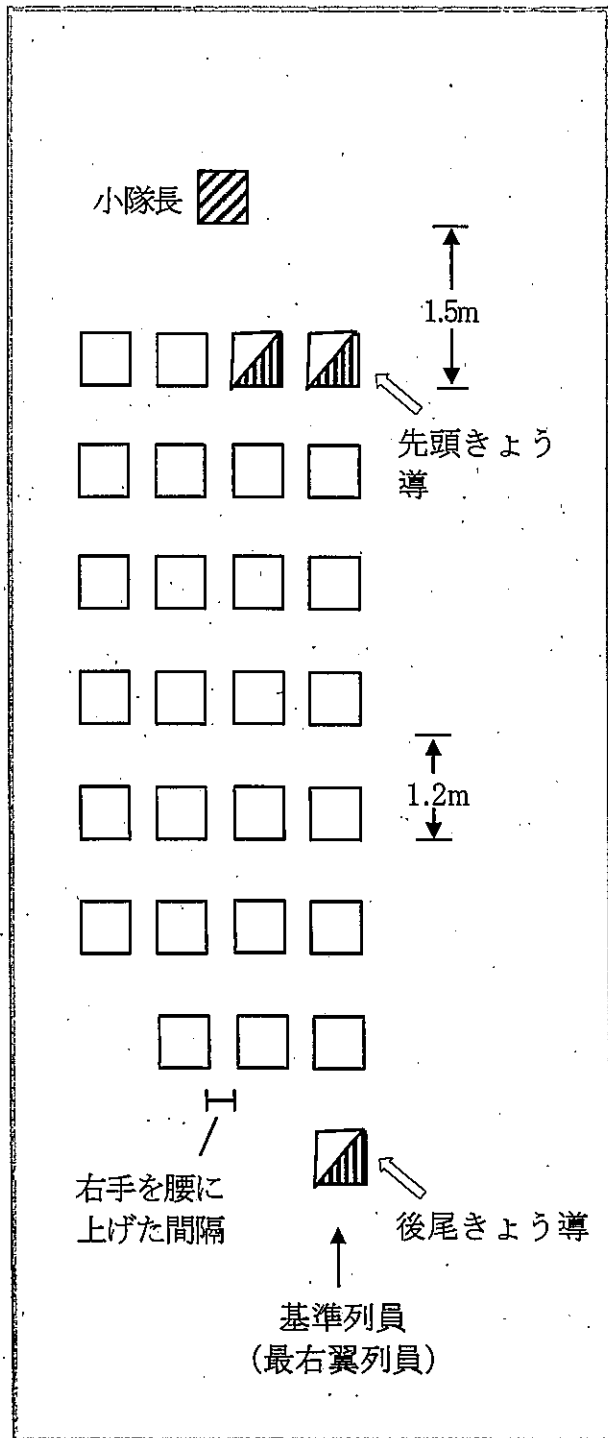 小隊長
1.5m
先頭きょう
導
1.2m
右手を腰に
上げた間隔
後尾きょう導
基準列員
(最右翼列員)